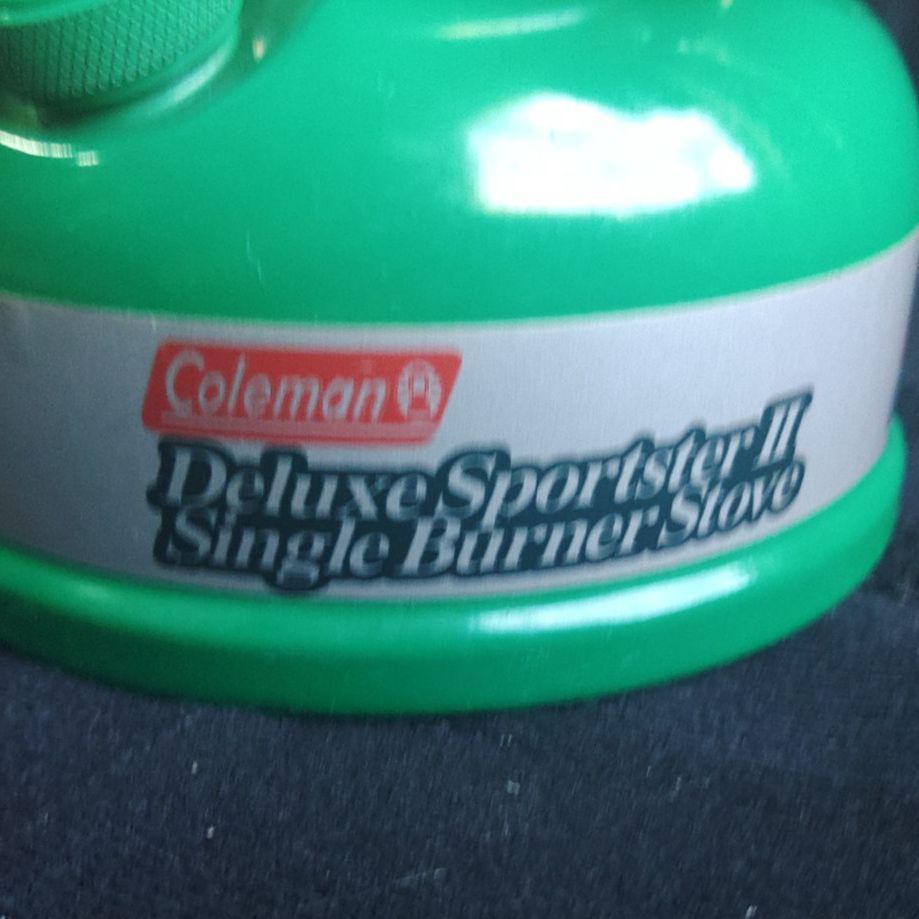 Coleman
Deluxe Sportster II
Single Burner Stove